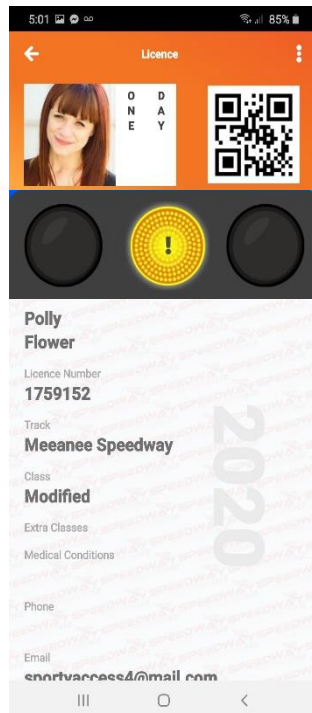 5:01 85%
Licence
O D
N A
E Y
!
Polly
Flower
Licence Number
1759152
Track
Meeanee Speedway
Class
Modified
Extra Classes
Medical Conditions
Phone
Email
sportyaccess4@mail.com
2020
SPEEDWAY